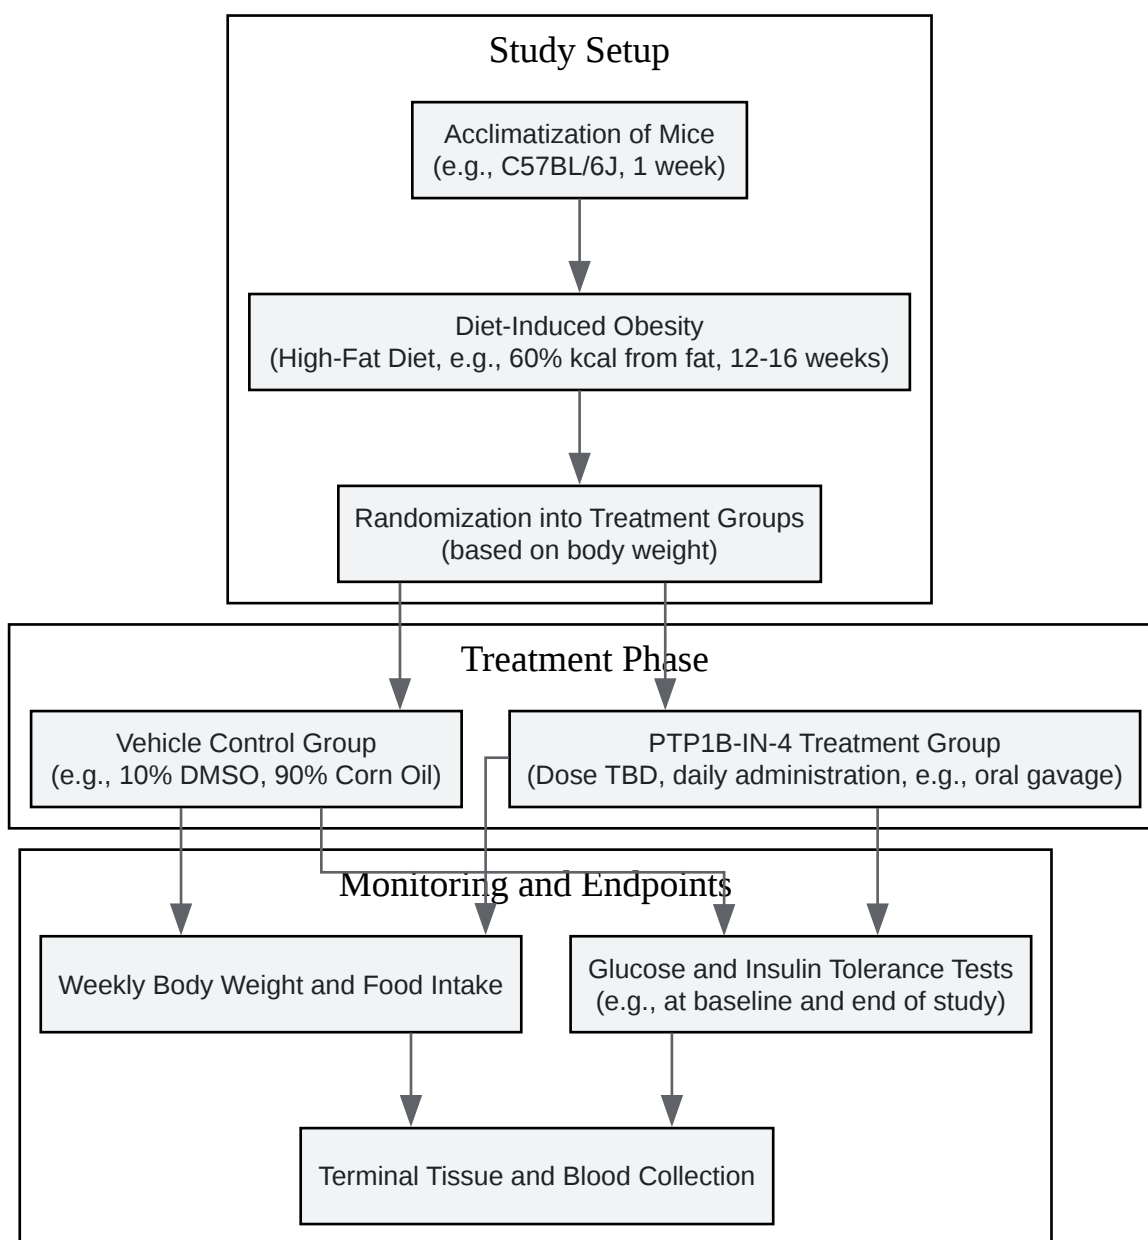 Study Setup
Acclimatization of Mice
(e.g., C57BL/6J, 1 week)
Diet-Induced Obesity
(High-Fat Diet, e.g., 60% kcal from fat, 12-16 weeks)
Randomization into Treatment Groups
(based on body weight)
Treatment Phase
Vehicle Control Group
(e.g., 10% DMSO, 90% Corn Oil)
PTP1B-IN-4 Treatment Group
(Dose TBD, daily administration, e.g., oral gavage)
Monitoring and Endpoints
Weekly Body Weight and Food Intake
Glucose and Insulin Tolerance Tests
(e.g., at baseline and end of study)
Terminal Tissue and Blood Collection